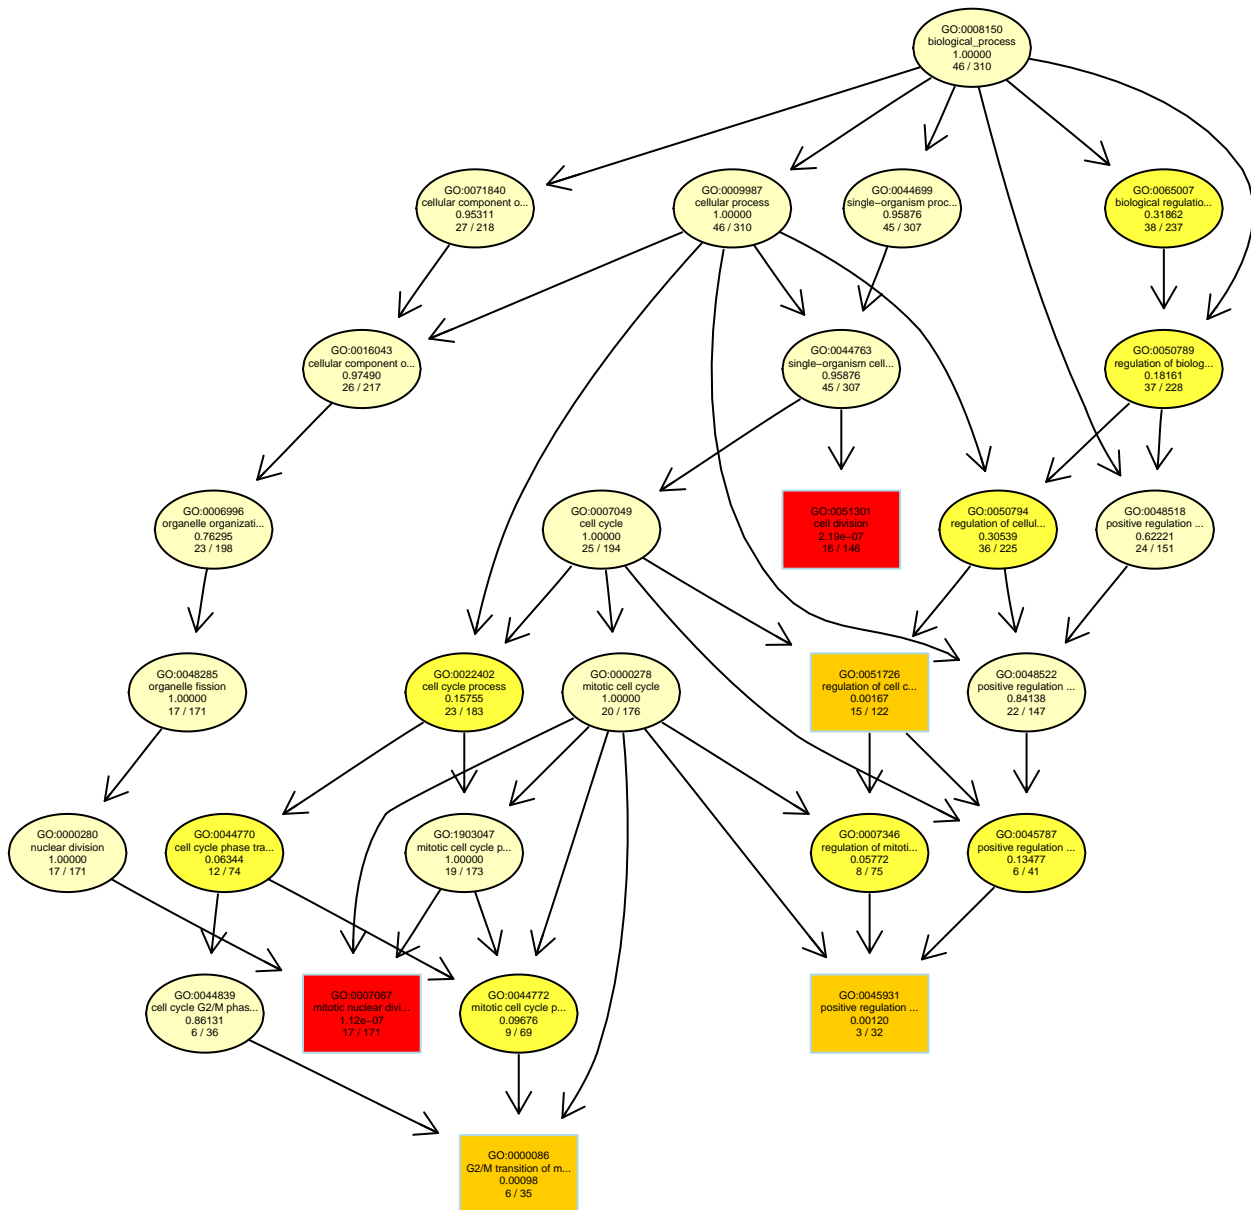 GO:0008150
biological_process
1.00000
46 / 310
GO:0071840
cellular component o...
0.95311
27 / 218
GO:0009987
cellular process
1.00000
46 / 310
GO:0044699
single−organism proc...
0.95876
45 / 307
GO:0065007
biological regulatio...
0.31862
38 / 237
GO:0016043
cellular component o...
0.97490
26 / 217
GO:0044763
single−organism cell...
0.95876
45 / 307
GO:0050789
regulation of biolog...
0.18161
37 / 228
GO:0006996
organelle organizati...
0.76295
23 / 198
GO:0007049
cell cycle
1.00000
25 / 194
GO:0051301
cell division
2.19e−07
16 / 146
GO:0050794
regulation of cellul...
0.30539
36 / 225
GO:0048518
positive regulation ...
0.62221
24 / 151
GO:0048285
organelle fission
1.00000
17 / 171
GO:0022402
cell cycle process
0.15755
23 / 183
GO:0000278
mitotic cell cycle
1.00000
20 / 176
GO:0051726
regulation of cell c...
0.00167
15 / 122
GO:0048522
positive regulation ...
0.84138
22 / 147
GO:0000280
nuclear division
1.00000
17 / 171
GO:0044770
cell cycle phase tra...
0.06344
12 / 74
GO:1903047
mitotic cell cycle p...
1.00000
19 / 173
GO:0007346
regulation of mitoti...
0.05772
8 / 75
GO:0045787
positive regulation ...
0.13477
6 / 41
GO:0044839
cell cycle G2/M phas...
0.86131
6 / 36
GO:0007067
mitotic nuclear divi...
1.12e−07
17 / 171
GO:0044772
mitotic cell cycle p...
0.09676
9 / 69
GO:0045931
positive regulation ...
0.00120
3 / 32
GO:0000086
G2/M transition of m...
0.00098
6 / 35